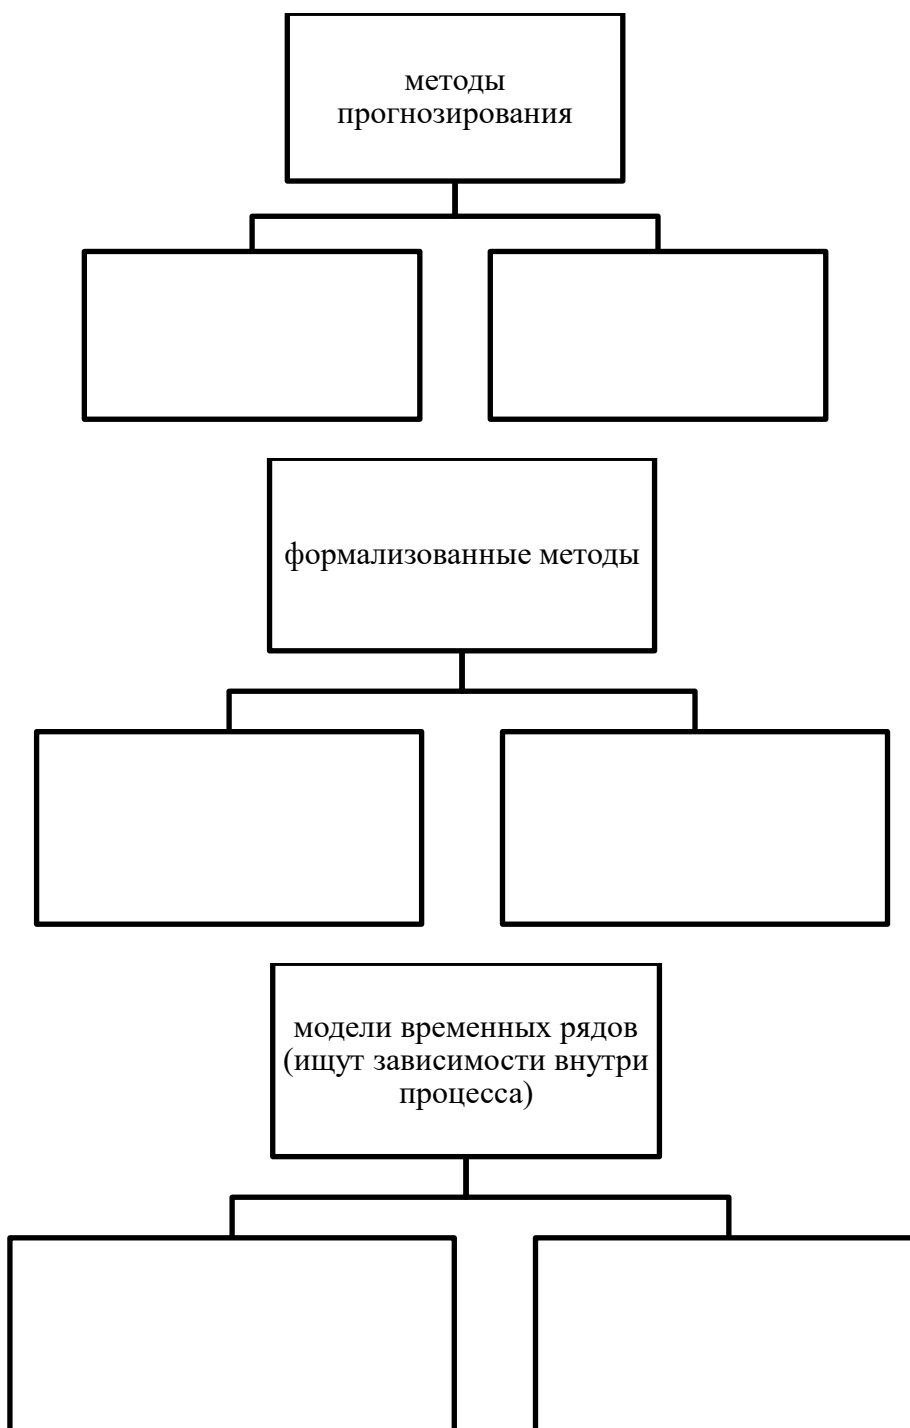 методы
прогнозирования
формализованные методы
модели временных рядов
(ищут зависимости внутри
процесса)